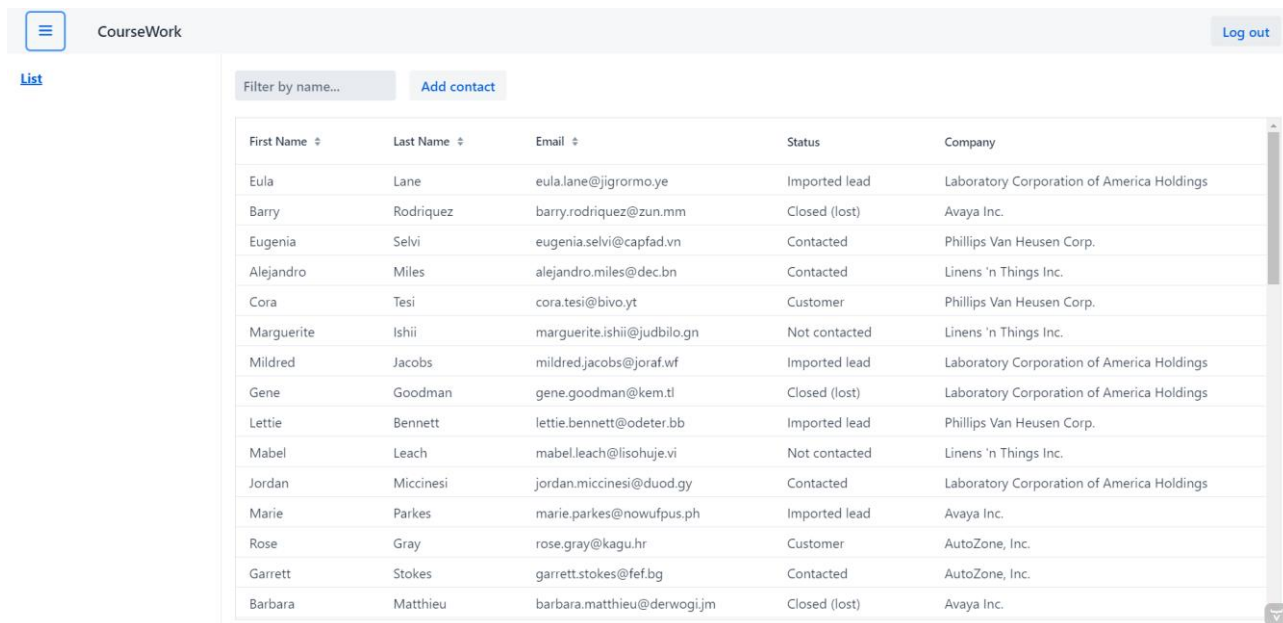 CourseWork Log out
List
Filter by name... Add contact
First Name Last Name Email Status Company
Eula Lane eula.lane@jigrormo.ye Imported lead Laboratory Corporation of America Holdings
Barry Rodriquez barry.rodriquez@zun.mm Closed (lost) Avaya Inc.
Eugenia Selvi eugenia.selvi@capfad.vn Contacted Phillips Van Heusen Corp.
Alejandro Miles alejandro.miles@dec.bn Contacted Linens 'n Things Inc.
Cora Tesi cora.tesi@bivo.yt Customer Phillips Van Heusen Corp.
Marguerite Ishii marguerite.ishii@judbilo.gn Not contacted Linens 'n Things Inc.
Mildred Jacobs mildred.jacobs@joraf.wf Imported lead Laboratory Corporation of America Holdings
Gene Goodman gene.goodman@kem.tl Closed (lost) Laboratory Corporation of America Holdings
Lettie Bennett lettie.bennett@odeter.bb Imported lead Phillips Van Heusen Corp.
Mabel Leach mabel.leach@lisohuje.vi Not contacted Linens 'n Things Inc.
Jordan Miccinesi jordan.miccinesi@duod.gy Contacted Laboratory Corporation of America Holdings
Marie Parkes marie.parkes@nowufpus.ph Imported lead Avaya Inc.
Rose Gray rose.gray@kagu.hr Customer AutoZone, Inc.
Garrett Stokes garrett.stokes@fef.bg Contacted AutoZone, Inc.
Barbara Matthieu barbara.matthieu@derwogi.jm Closed (lost) Avaya Inc.